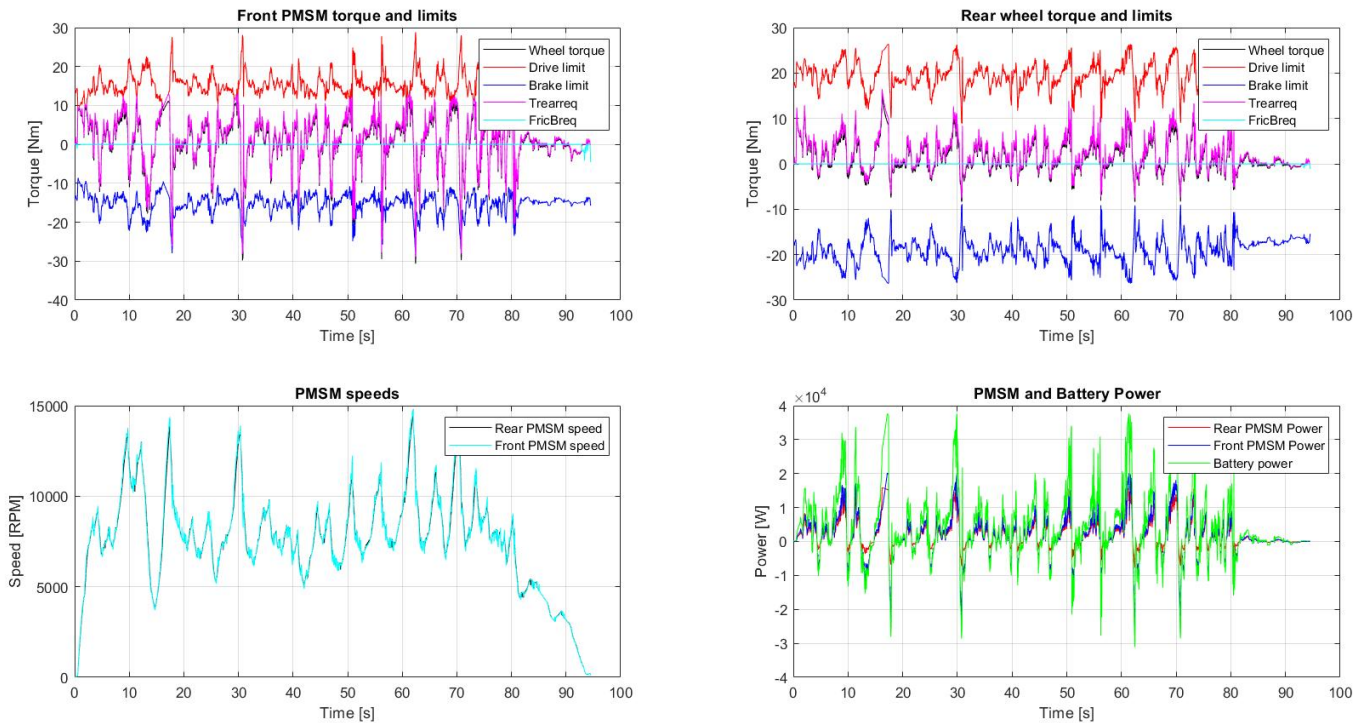 Front PMSM torque and limits
30
20
10
0
-10
-20
-30
-40
Torque [Nm]
0 10 20 30 40 50 60 70 80 90 100
Time [s]
Wheel torque
Drive limit
Brake limit
Trearreq
FricBreq
Rear wheel torque and limits
30
20
10
0
-10
-20
-30
Torque [Nm]
0 10 20 30 40 50 60 70 80 90 100
Time [s]
Wheel torque
Drive limit
Brake limit
Trearreq
FricBreq
PMSM speeds
15000
10000
5000
0
Speed [RPM]
0 10 20 30 40 50 60 70 80 90 100
Time [s]
Rear PMSM speed
Front PMSM speed
PMSM and Battery Power
×10⁴
4
3
2
1
0
-1
-2
-3
-4
Power [W]
0 10 20 30 40 50 60 70 80 90 100
Time [s]
Rear PMSM Power
Front PMSM Power
Battery power